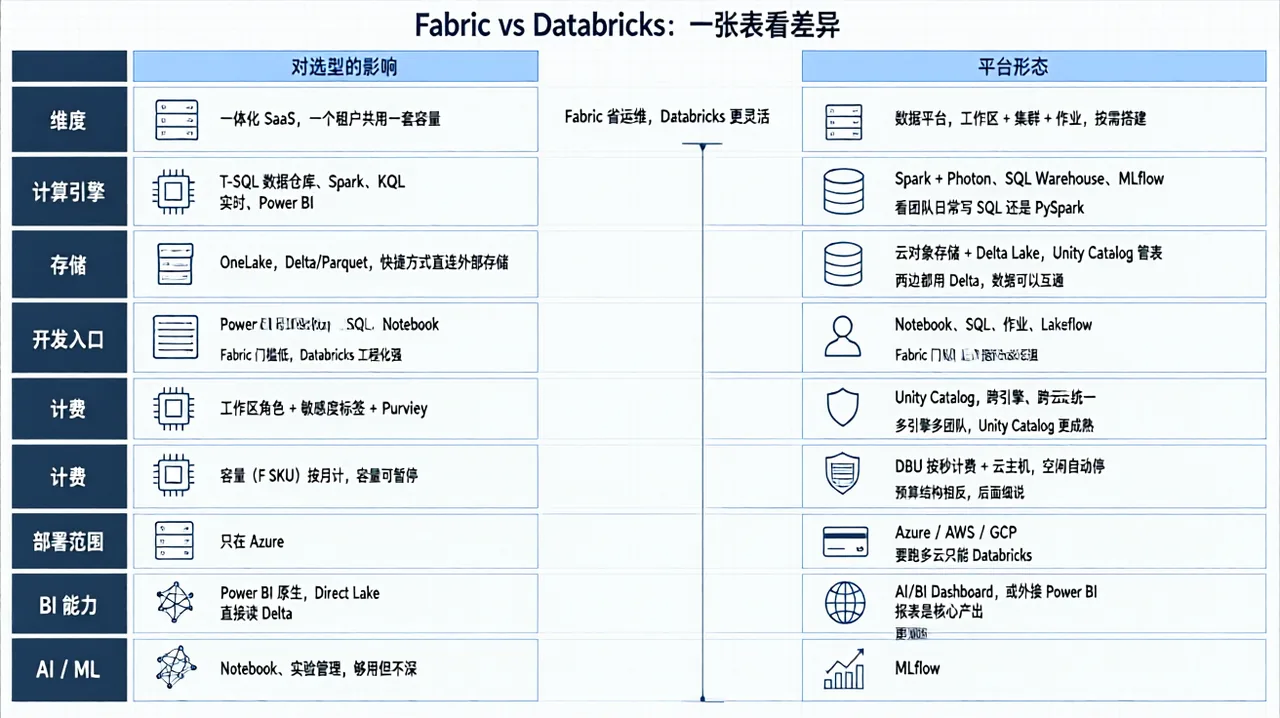 Fabric vs Databricks：一张表看差异
对选型的影响
平台形态
维度
一体化 SaaS，一个租户共用一套容量
Fabric 省运维，Databricks 更灵活
数据平台，工作区 + 集群 + 作业，按需搭建
计算引擎
T-SQL 数据仓库、Spark、KQL
实时、Power BI
Spark + Photon、SQL Warehouse、MLflow
看团队日常写 SQL 还是 PySpark
存储
OneLake，Delta/Parquet，快捷方式直连外部存储
云对象存储 + Delta Lake，Unity Catalog 管表
两边都用 Delta，数据可以互通
开发入口
Power SQL、Notebook
Fabric 门槛低，Databricks 工程化强
Notebook、SQL、作业、Lakeflow
Fabric 门
计费
工作区角色 + 敏感度标签 + Purviey
Unity Catalog，跨引擎、跨云统一
多引擎多团队，Unity Catalog 更成熟
计费
容量（F SKU）按月计，容量可暂停
DBU 按秒计费 + 云主机，空闲自动停
预算结构相反，后面细说
部署范围
只在 Azure
Azure / AWS / GCP
要跑多云只能 Databricks
BI 能力
Power BI 原生，Direct Lake
直接读 Delta
AI/BI Dashboard，或外接 Power BI
报表是核心产出
AI / ML
Notebook、实验管理，够用但不深
MLflow